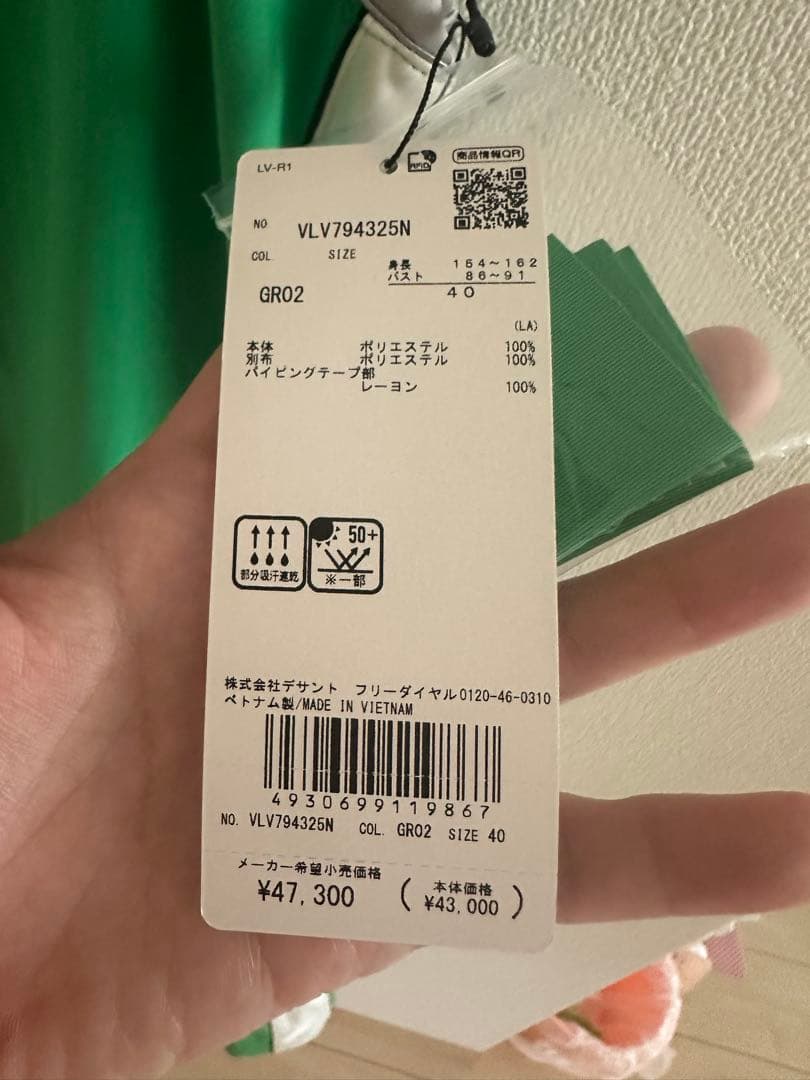 LV-R1
RFID
商品情報QR
NO VLV794325N
COL. SIZE
身長 154～162
バスト 86～91
GR02 40
(LA)
本体 ポリエステル 100%
別布 ポリエステル 100%
パイピングテープ部
レーヨン 100%
50+
部分吸汗速乾 ※一部
株式会社デサント フリーダイヤル0120-46-0310
ベトナム製/MADE IN VIETNAM
4930699119867
NO. VLV794325N COL. GR02 SIZE 40
メーカー希望小売価格
¥47,300 (本体価格 ¥43,000)